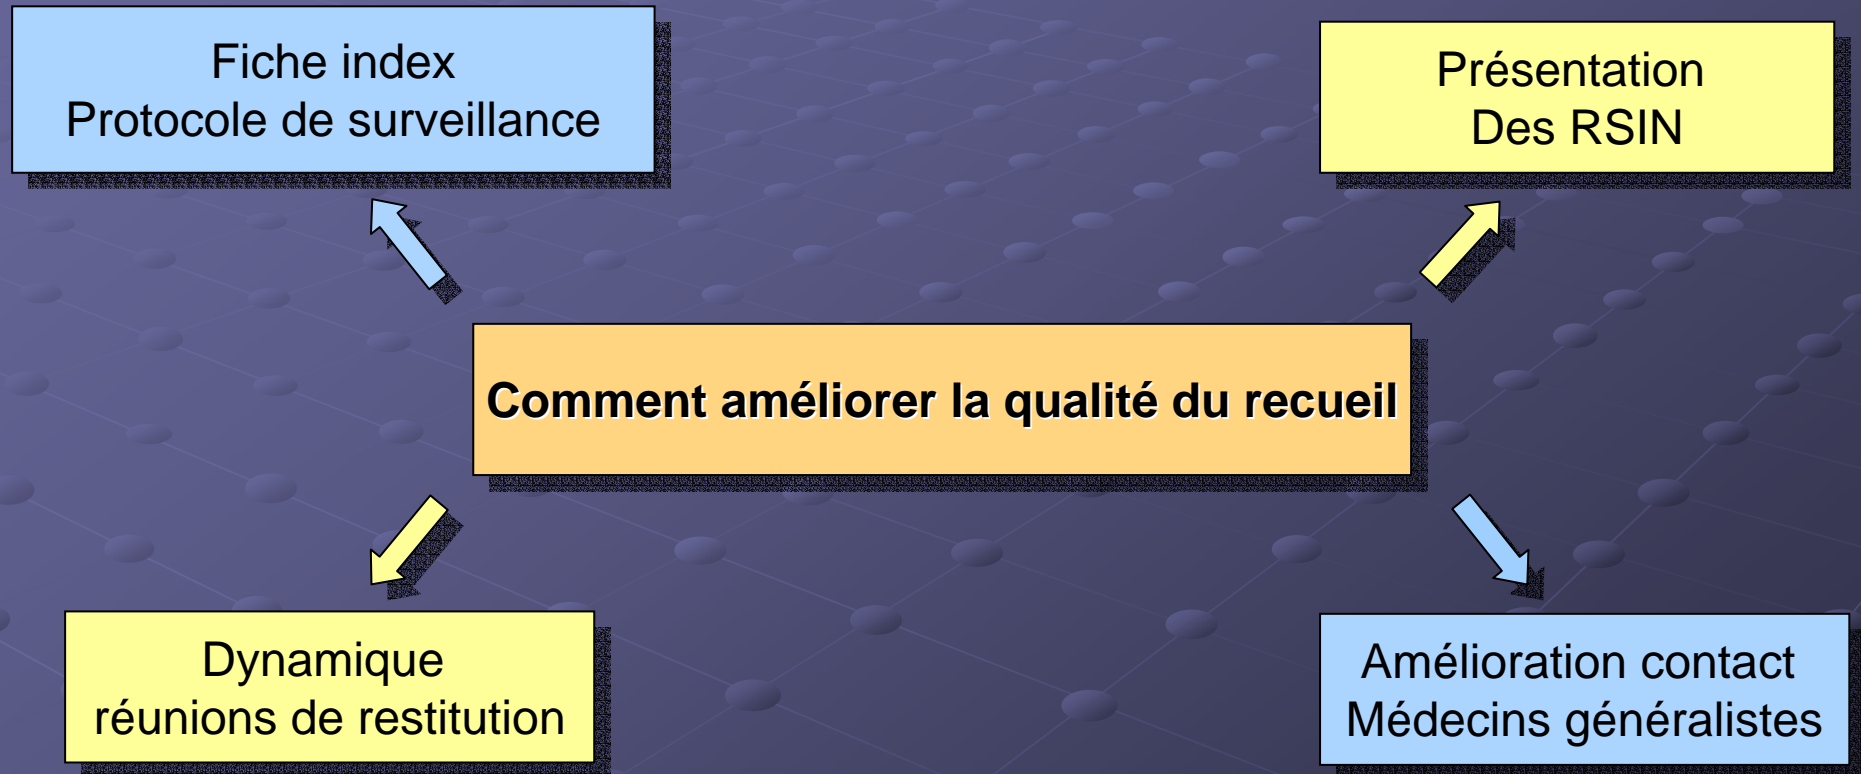 Fiche index
Protocole de surveillance
Présentation
Des RSIN
Comment améliorer la qualité du recueil
Dynamique
réunions de restitution
Amélioration contact
Médecins généralistes